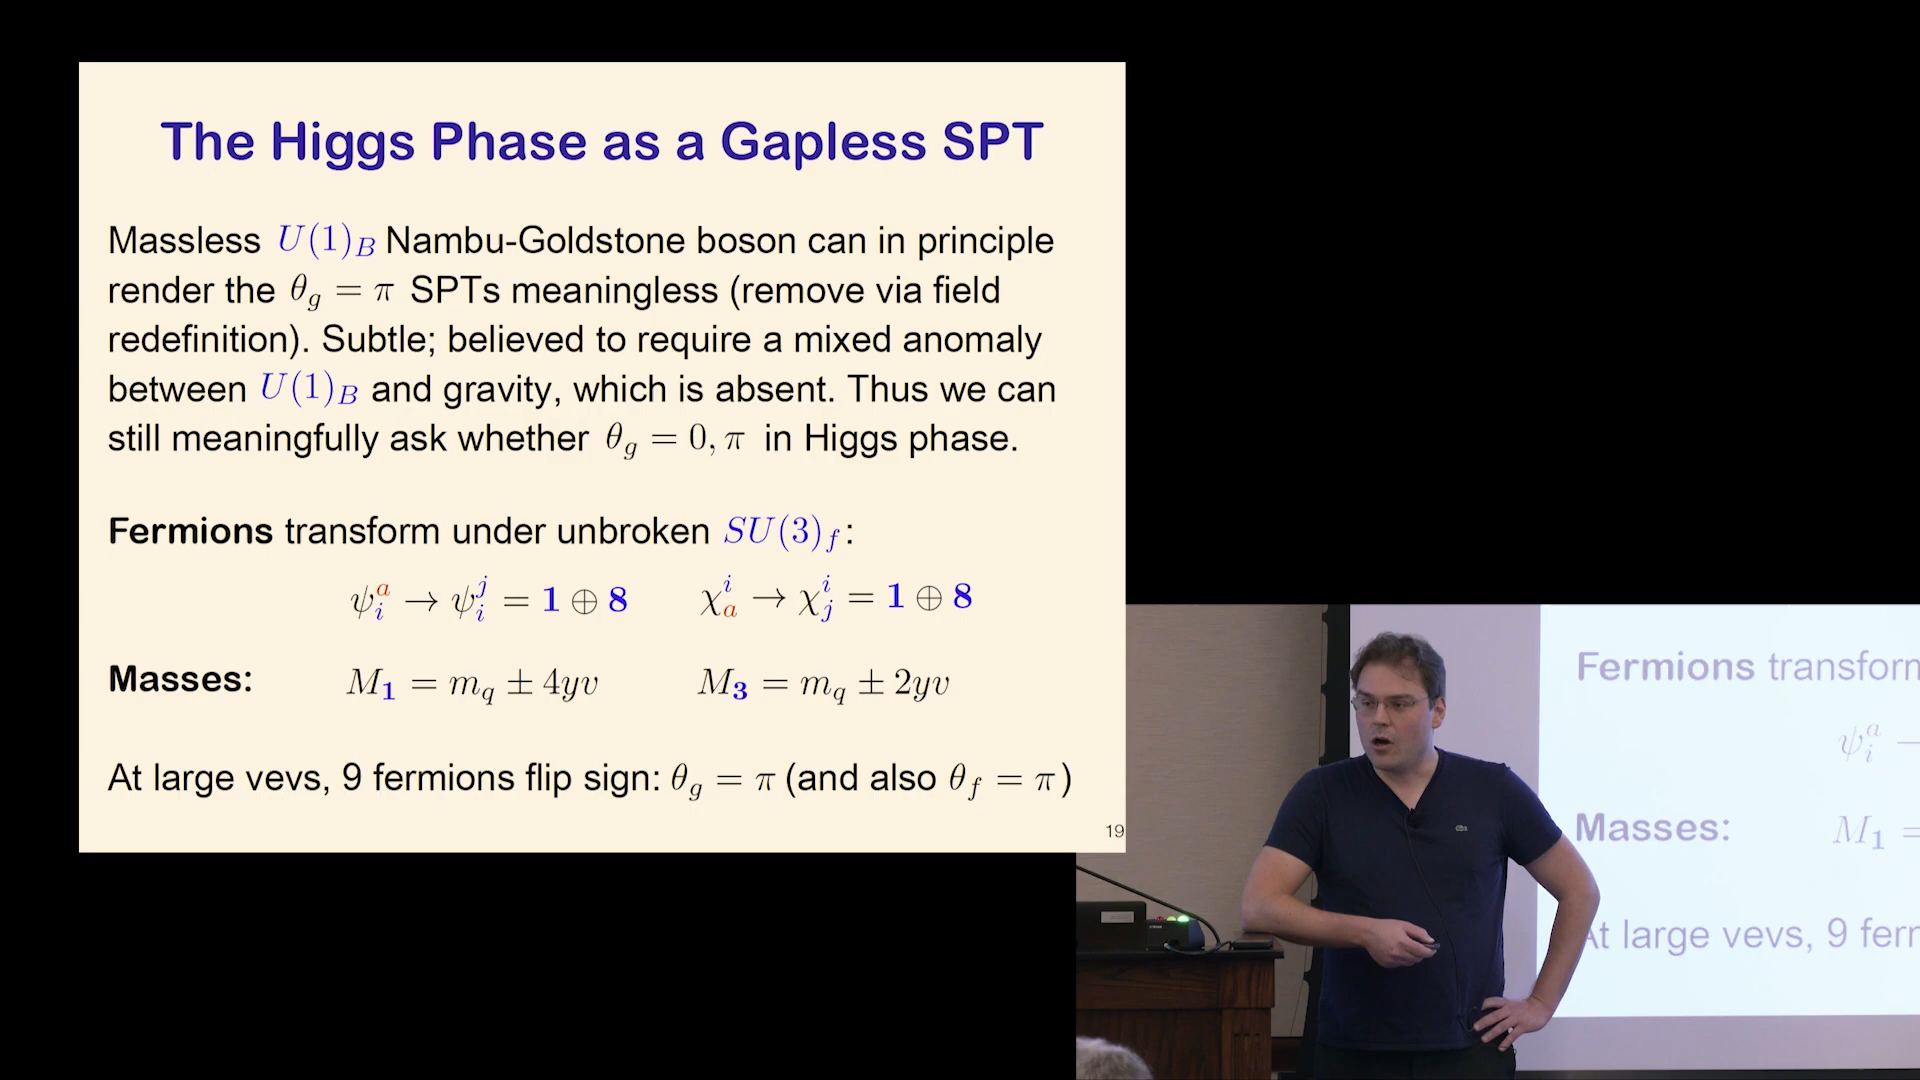 The Higgs Phase as a Gapless SPT
Massless U(1)_B Nambu-Goldstone boson can in principle
render the θ_g = π SPTs meaningless (remove via field
redefinition). Subtle; believed to require a mixed anomaly
between U(1)_B and gravity, which is absent. Thus we can
still meaningfully ask whether θ_g = 0, π in Higgs phase.
Fermions transform under unbroken SU(3)_f:
ψ_i^a → ψ_i^j = 1 ⊕ 8 χ_a^i → χ_j^i = 1 ⊕ 8
Masses: M_1 = m_q ± 4yv M_3 = m_q ± 2yv
At large vevs, 9 fermions flip sign: θ_g = π (and also θ_f = π)
19
Fermions transform
ψ_i^a
Masses: M_1 =
At large vevs, 9 fer